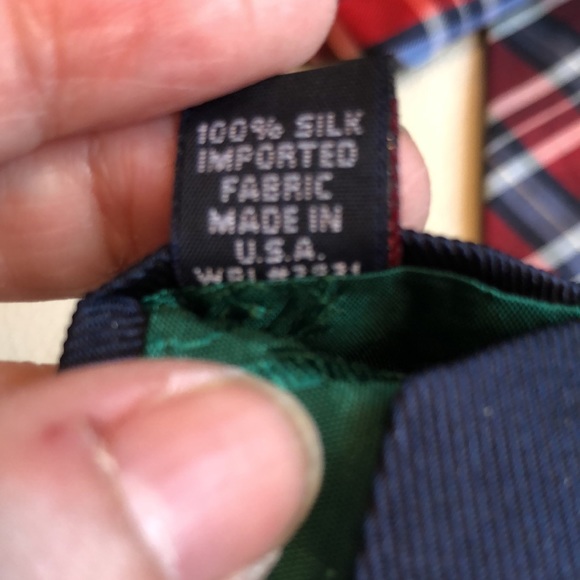 100% SILK
IMPORTED
FABRIC
MADE IN
U.S.A.